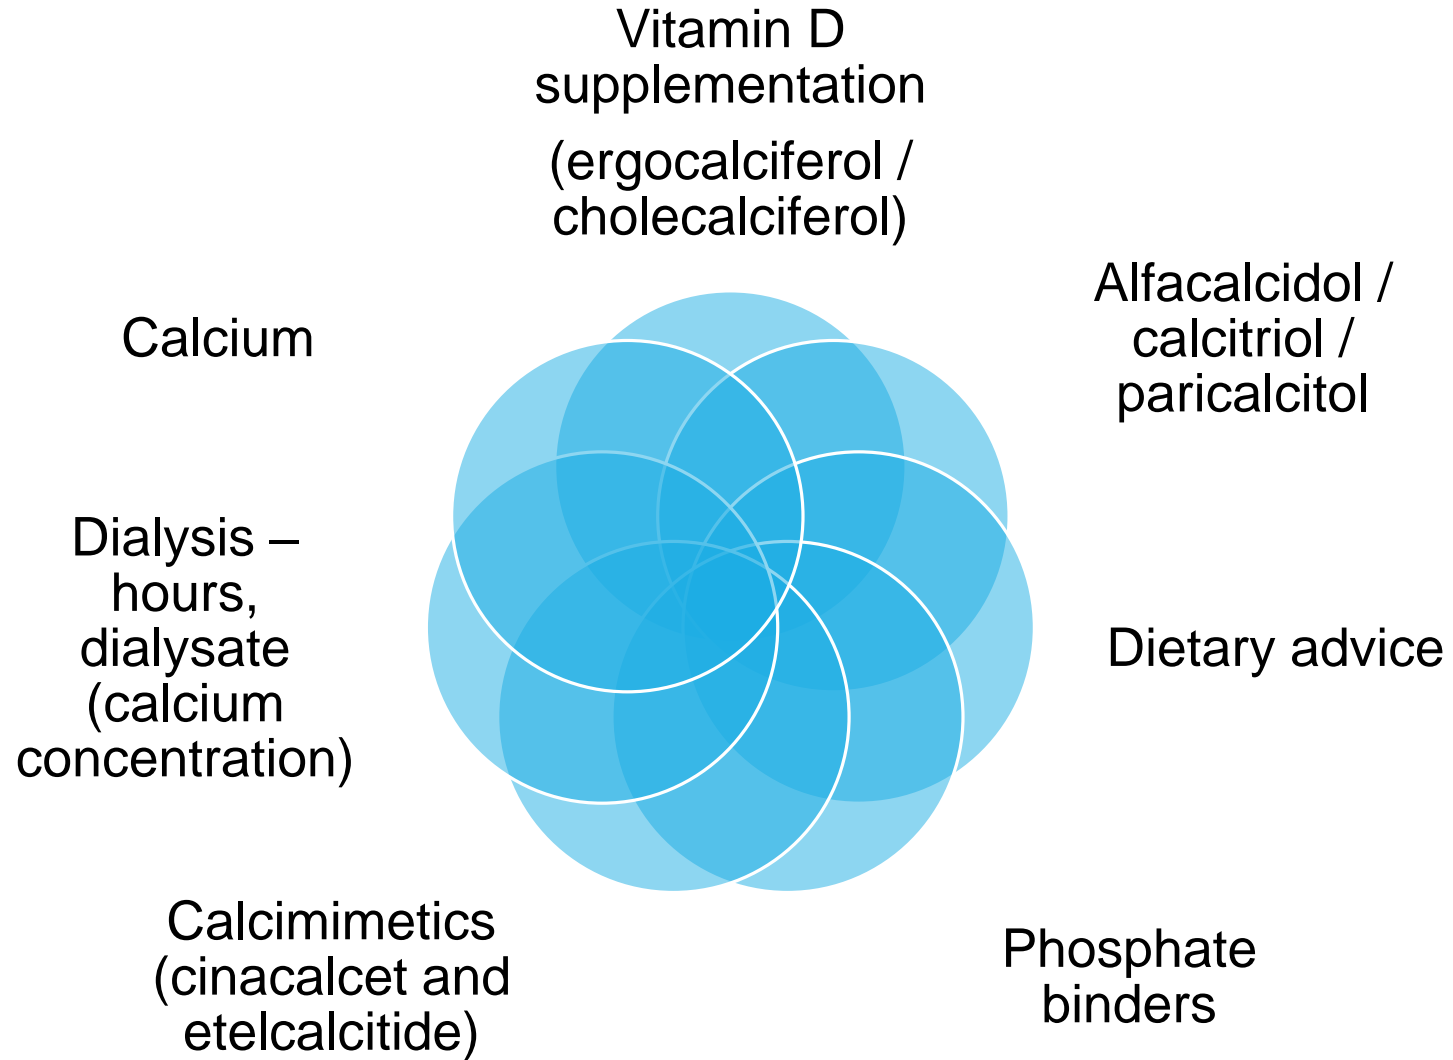 Vitamin D
supplementation
(ergocalciferol /
cholecalciferol)
Alfacalcidol /
calcitriol /
paricalcitol
Dietary advice
Phosphate
binders
Calcimimetics
(cinacalcet and
etelcalcitide)
Dialysis –
hours,
dialysate
(calcium
concentration)
Calcium